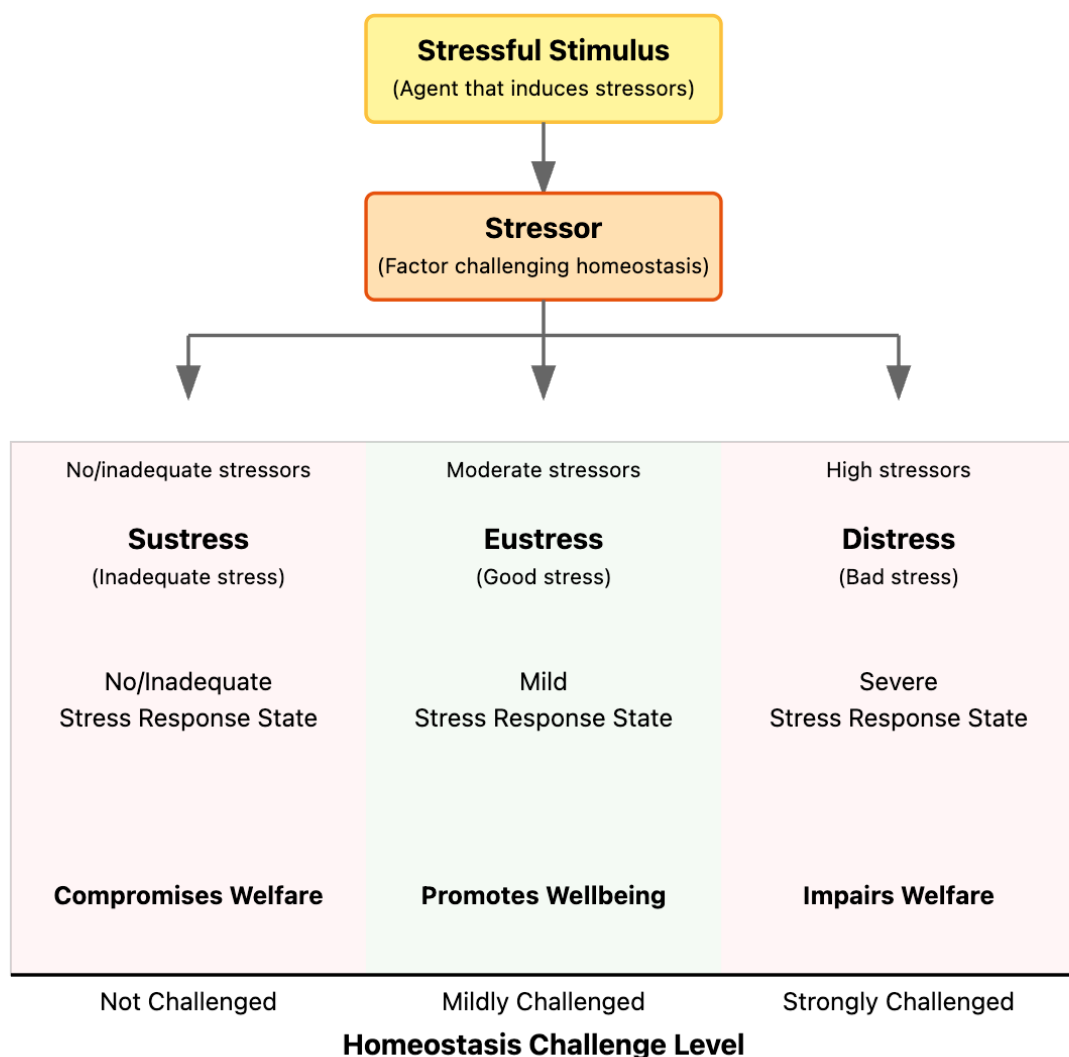 Stressful Stimulus
(Agent that induces stressors)
Stressor
(Factor challenging homeostasis)
No/inadequate stressors
Sustress
(Inadequate stress)
No/Inadequate
Stress Response State
Compromises Welfare
Not Challenged
Moderate stressors
Eustress
(Good stress)
Mild
Stress Response State
Promotes Wellbeing
Mildly Challenged
High stressors
Distress
(Bad stress)
Severe
Stress Response State
Impairs Welfare
Strongly Challenged
Homeostasis Challenge Level